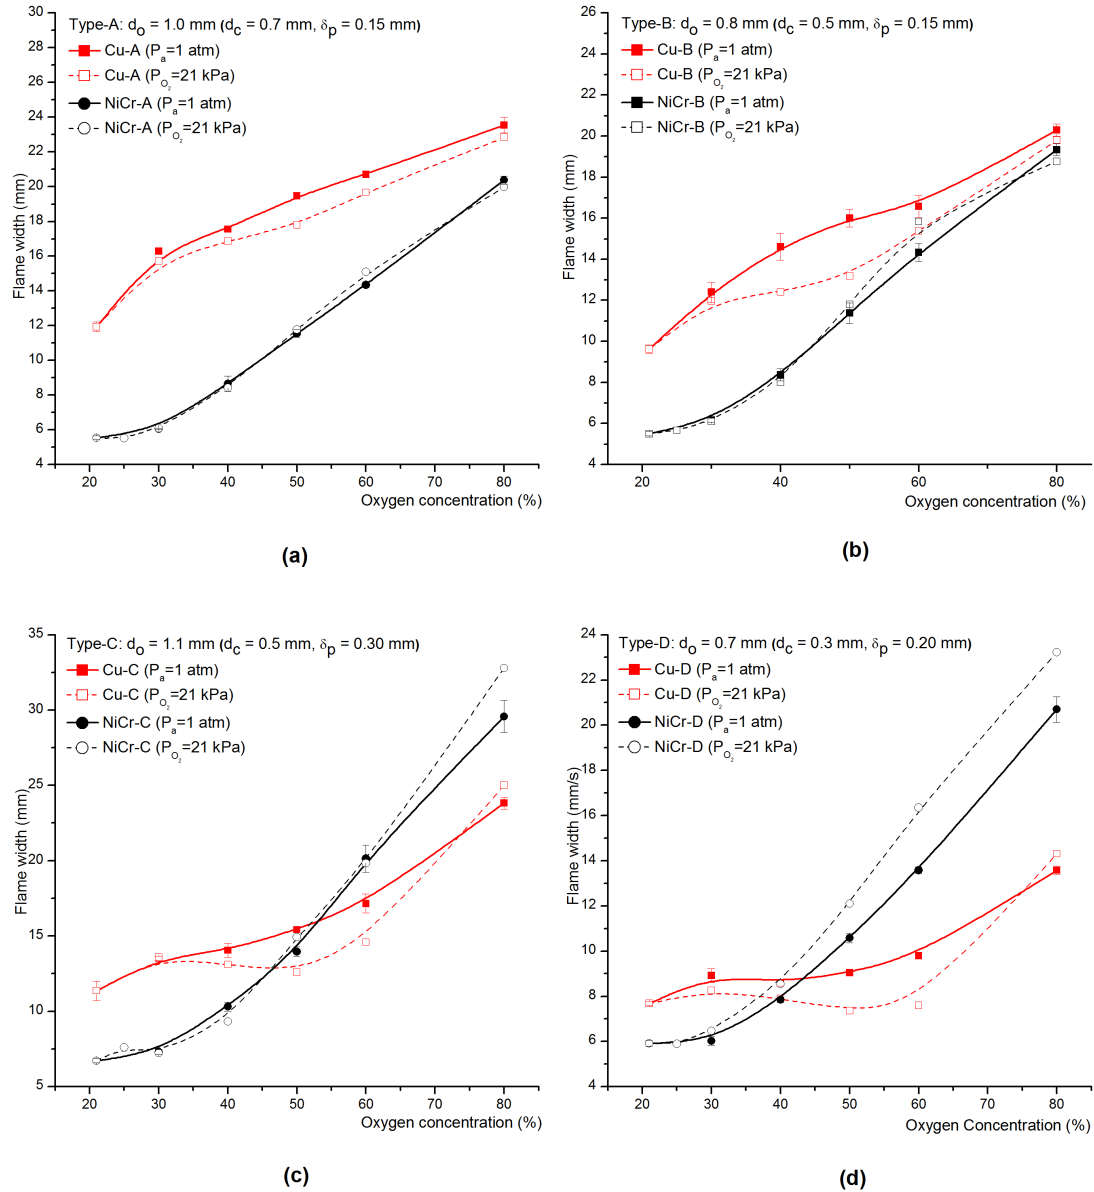 Type-A: do = 1.0 mm (dc = 0.7 mm, δp = 0.15 mm)
Cu-A (Pa=1 atm)
Cu-A (PO2=21 kPa)
NiCr-A (Pa=1 atm)
NiCr-A (PO2=21 kPa)
Flame width (mm)
30
28
26
24
22
20
18
16
14
12
10
8
6
4
20 30 40 50 60 70 80
Oxygen concentration (%)
(a)
Type-B: do = 0.8 mm (dc = 0.5 mm, δp = 0.15 mm)
Cu-B (Pa=1 atm)
Cu-B (PO2=21 kPa)
NiCr-B (Pa=1 atm)
NiCr-B (PO2=21 kPa)
Flame width (mm)
26
24
22
20
18
16
14
12
10
8
6
4
20 30 40 50 60 70 80
Oxygen concentration (%)
(b)
Type-C: do = 1.1 mm (dc = 0.5 mm, δp = 0.30 mm)
Cu-C (Pa=1 atm)
Cu-C (PO2=21 kPa)
NiCr-C (Pa=1 atm)
NiCr-C (PO2=21 kPa)
Flame width (mm)
35
30
25
20
15
10
5
20 30 40 50 60 70 80
Oxygen concentration (%)
(c)
Type-D: do = 0.7 mm (dc = 0.3 mm, δp = 0.20 mm)
Cu-D (Pa=1 atm)
Cu-D (PO2=21 kPa)
NiCr-D (Pa=1 atm)
NiCr-D (PO2=21 kPa)
Flame width (mm/s)
24
22
20
18
16
14
12
10
8
6
4
20 30 40 50 60 70 80
Oxygen Concentration (%)
(d)